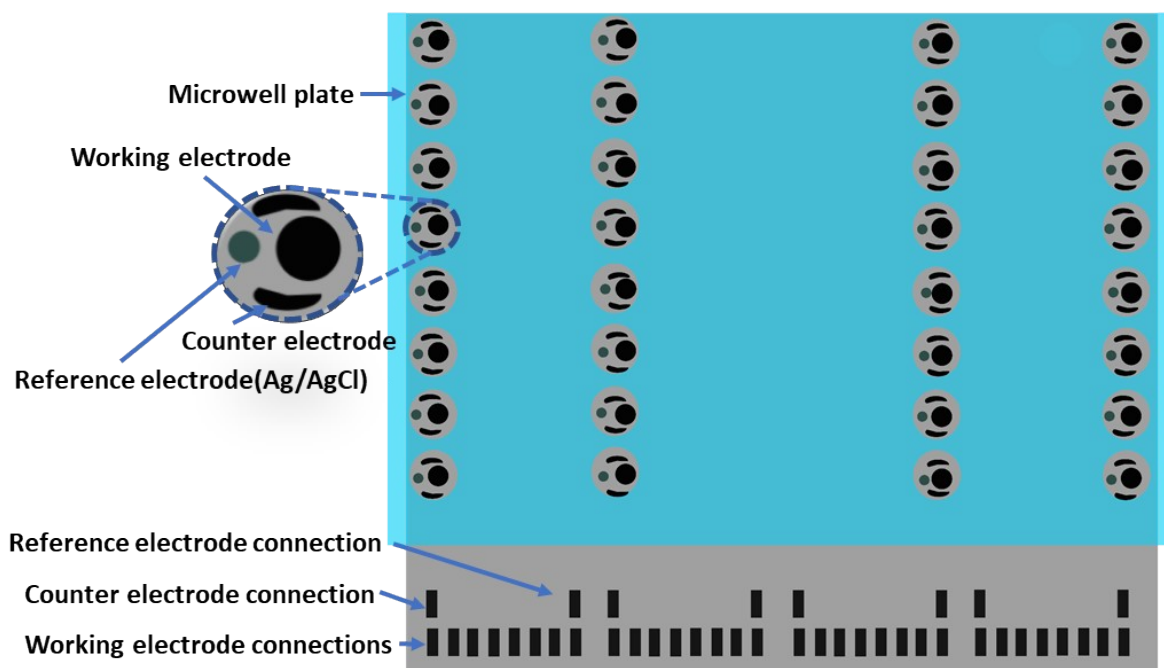 Microwell plate
Working electrode
Counter electrode
Reference electrode(Ag/AgCl)
Reference electrode connection
Counter electrode connection
Working electrode connections